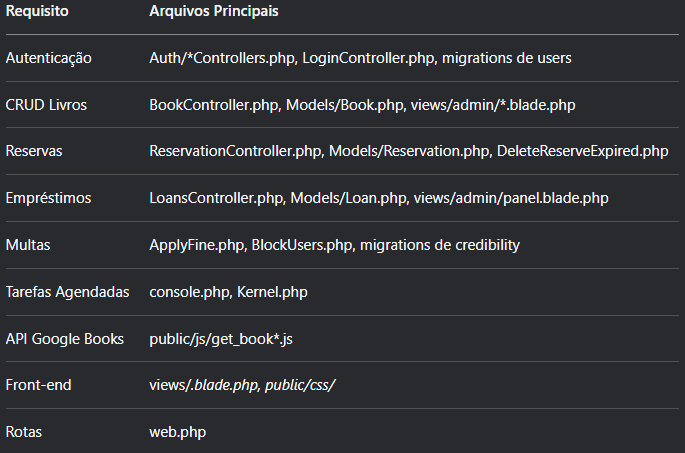 Requisito Arquivos Principais
Autenticação Auth/*Controllers.php, LoginController.php, migrations de users
CRUD Livros BookController.php, Models/Book.php, views/admin/*.blade.php
Reservas ReservationController.php, Models/Reservation.php, DeleteReserveExpired.php
Empréstimos LoansController.php, Models/Loan.php, views/admin/panel.blade.php
Multas ApplyFine.php, BlockUsers.php, migrations de credibility
Tarefas Agendadas console.php, Kernel.php
API Google Books public/js/get_book*.js
Front-end views/.blade.php, public/css/
Rotas web.php